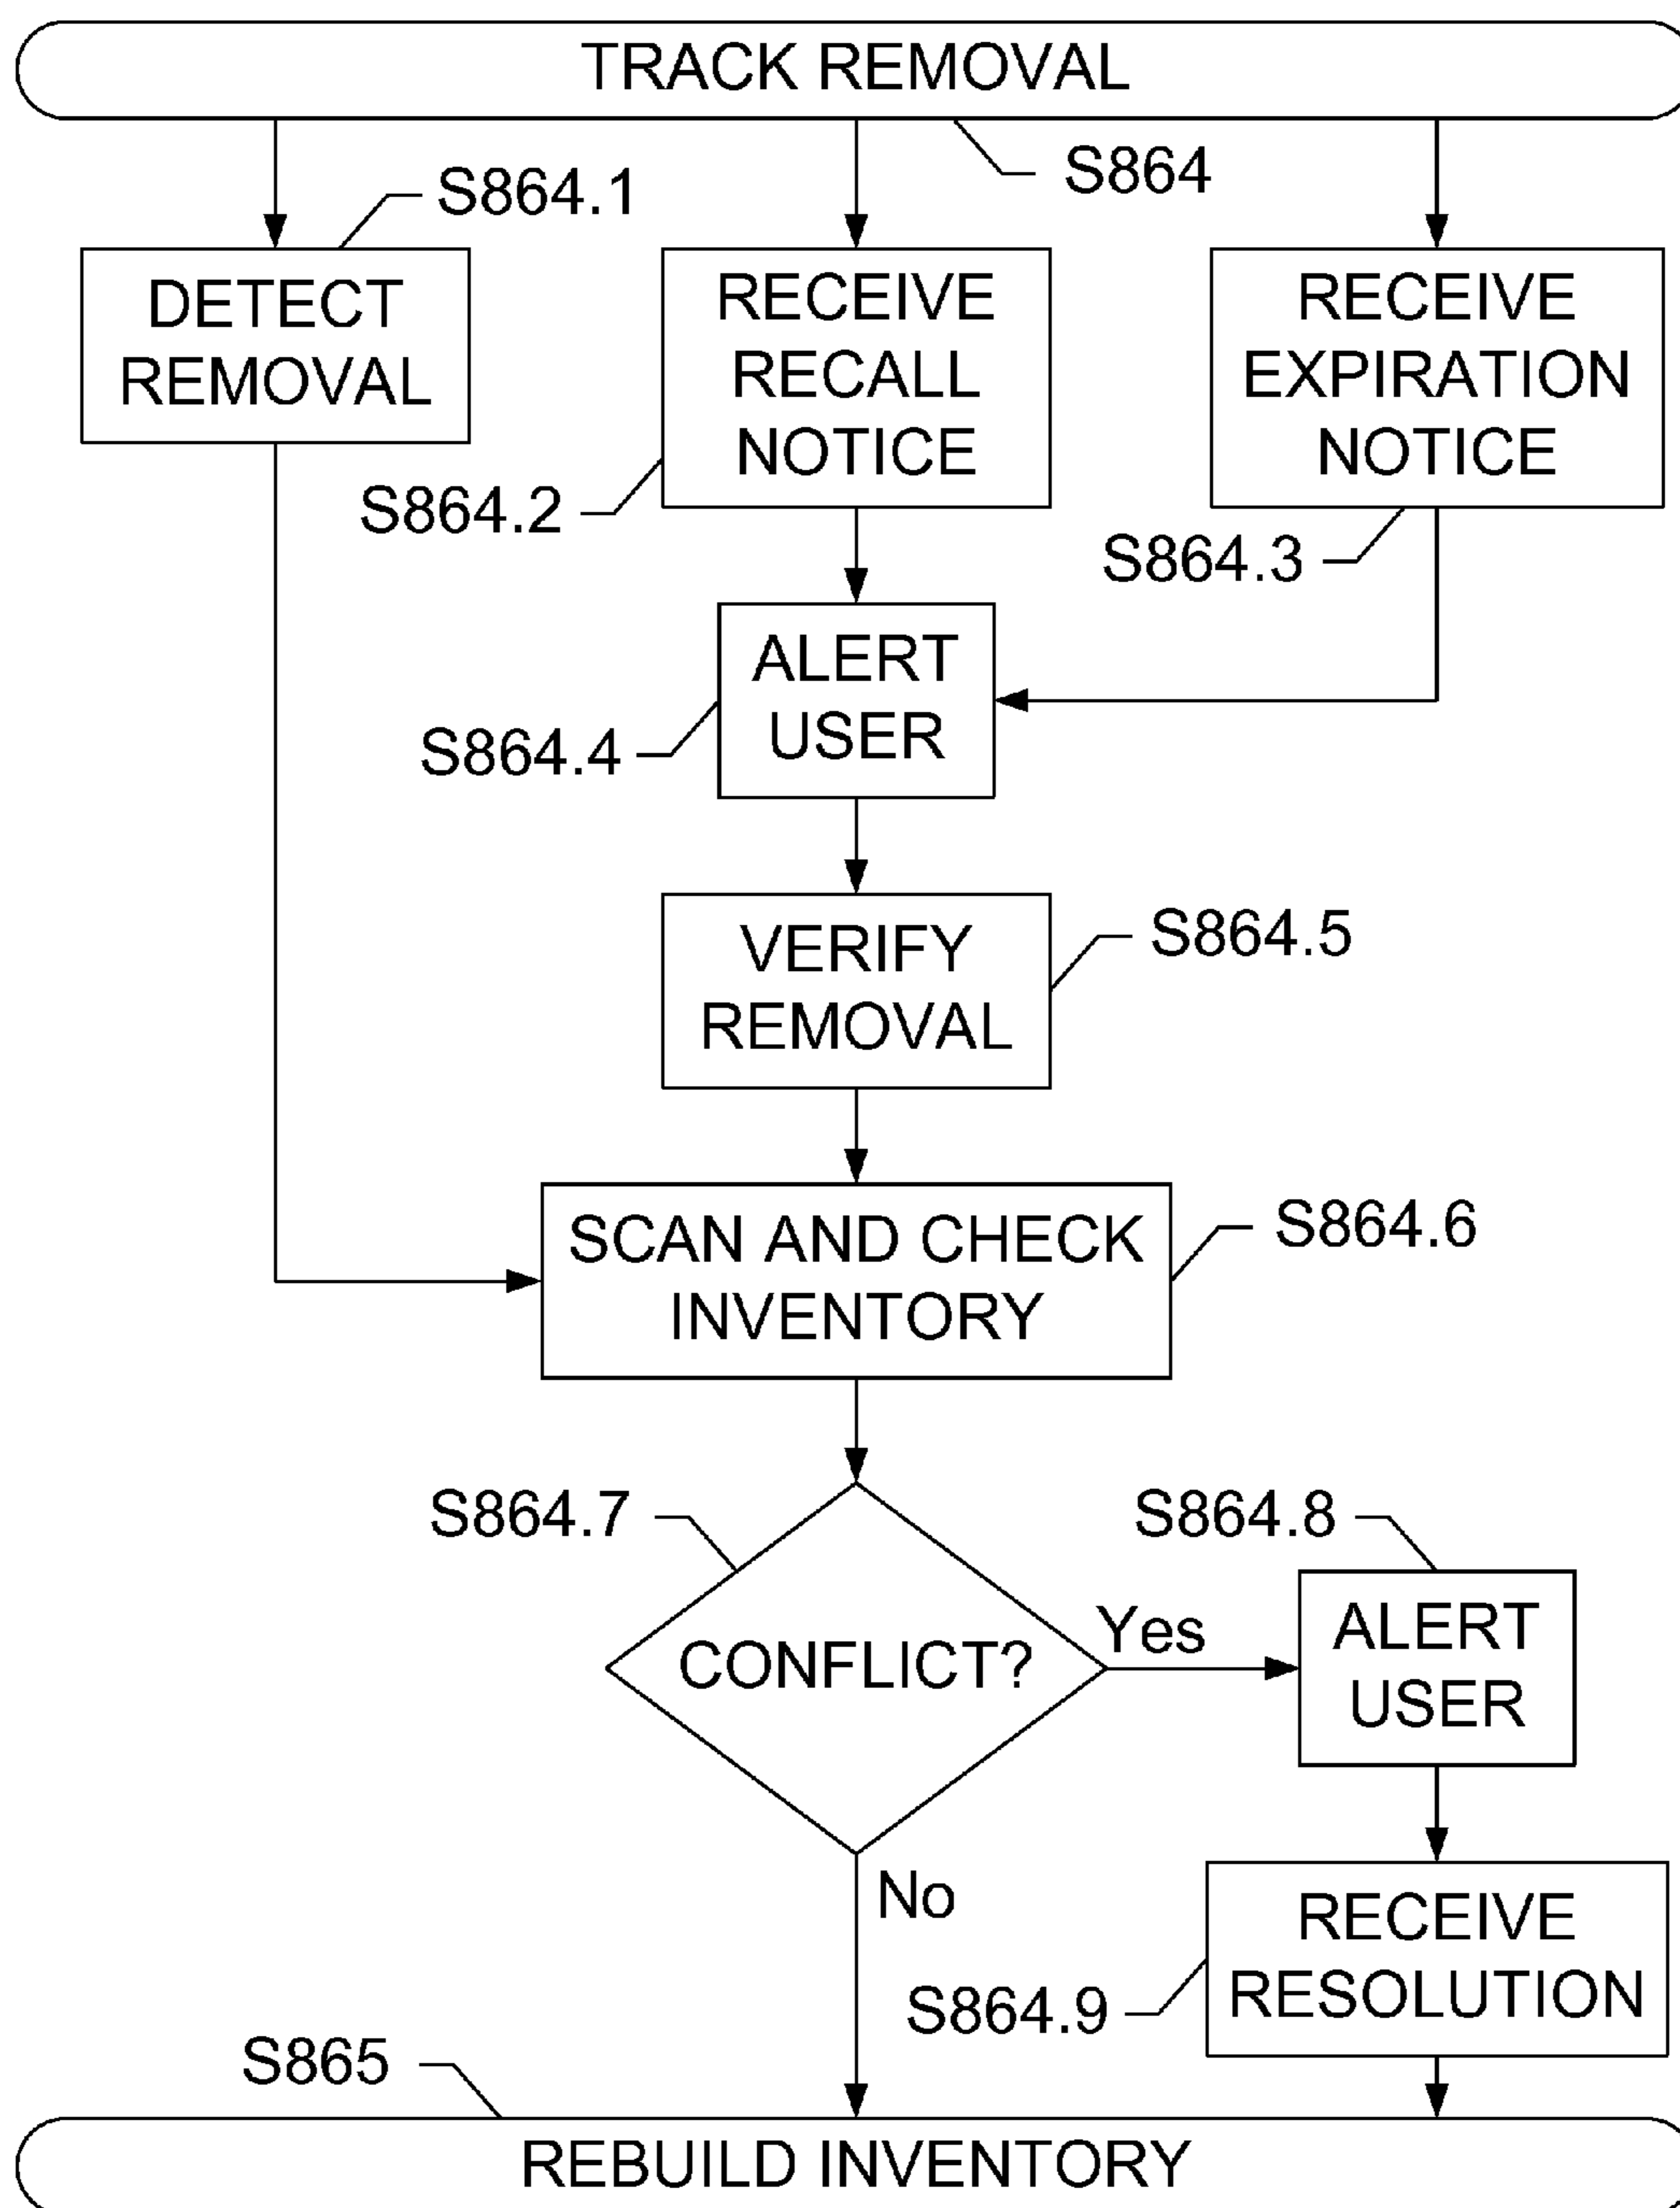 TRACK REMOVAL
S864
S864.1
DETECT
REMOVAL
RECEIVE
RECALL
NOTICE
S864.2
RECEIVE
EXPIRATION
NOTICE
S864.3
ALERT
USER
S864.4
VERIFY
REMOVAL
S864.5
SCAN AND CHECK
INVENTORY
S864.6
S864.7
CONFLICT?
Yes
No
S864.8
ALERT
USER
RECEIVE
RESOLUTION
S864.9
S865
REBUILD INVENTORY